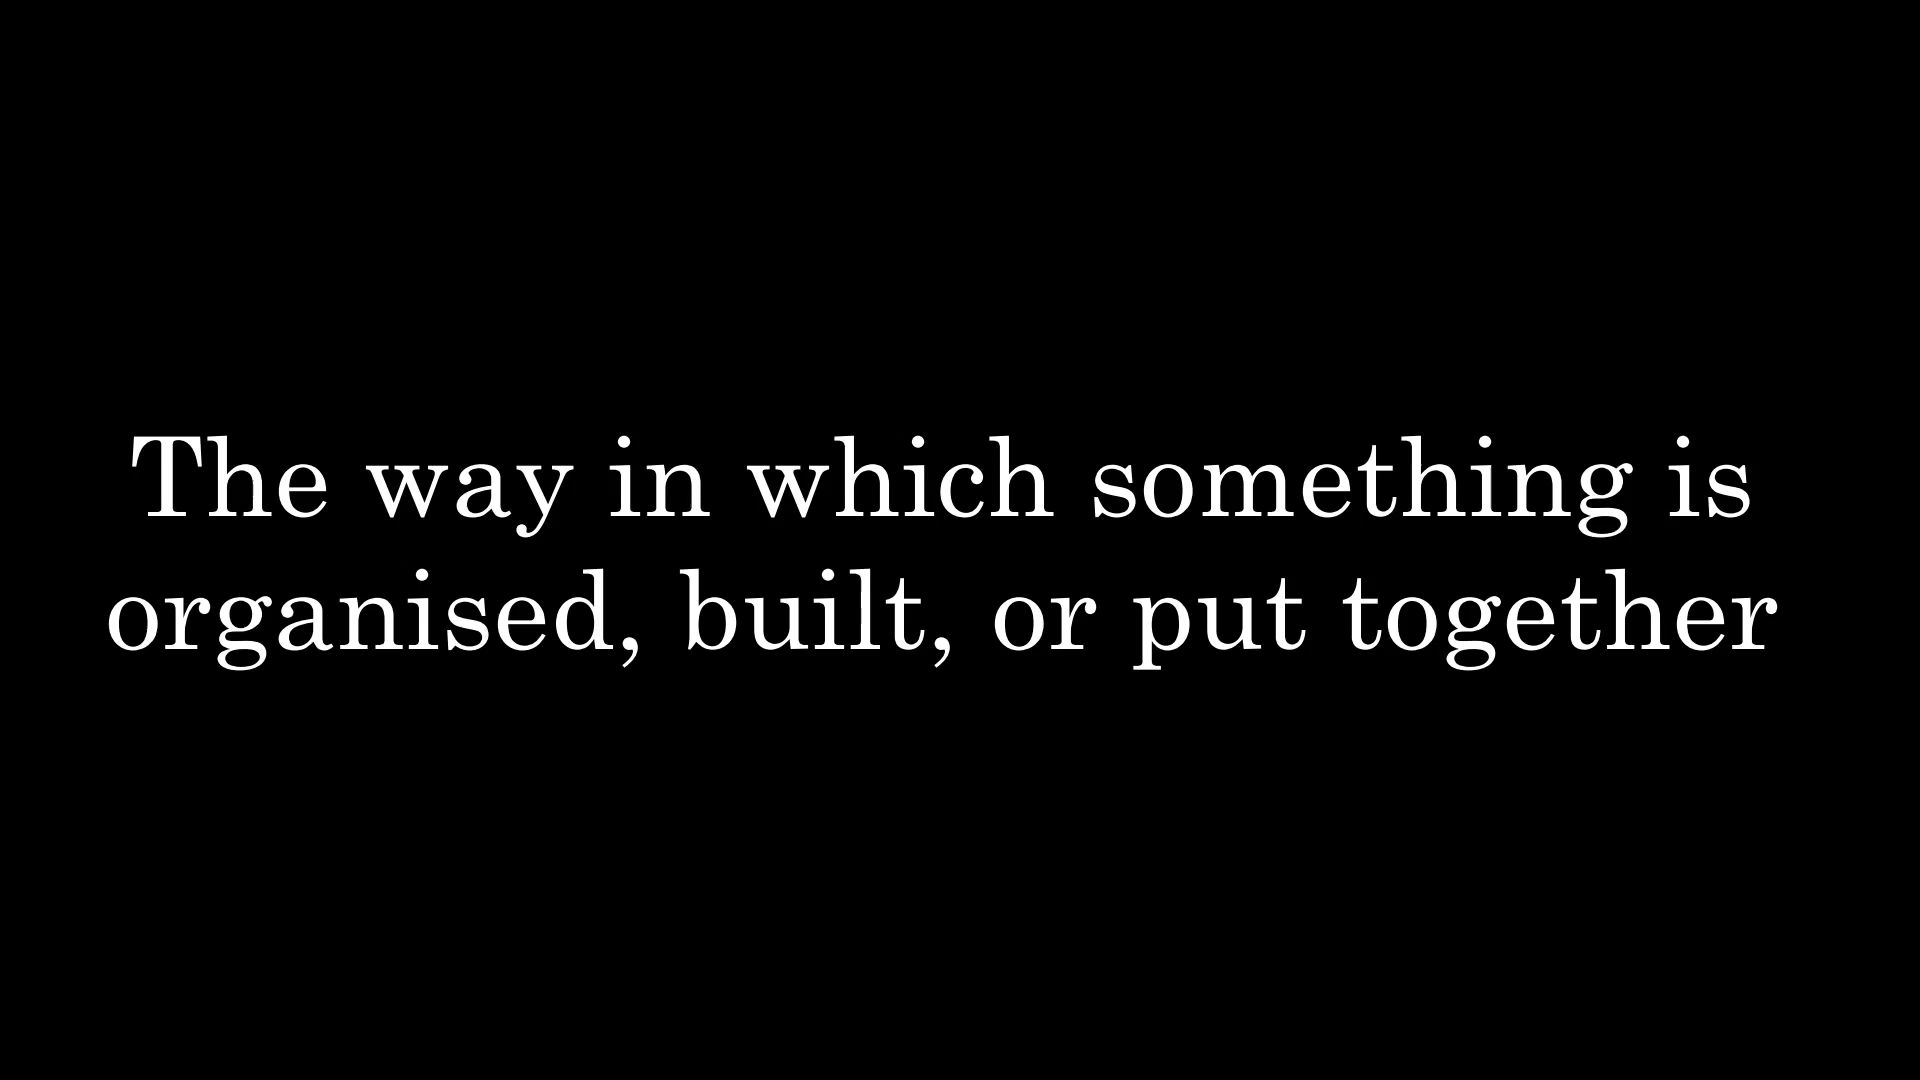 The way in which something is
organised, built, or put together